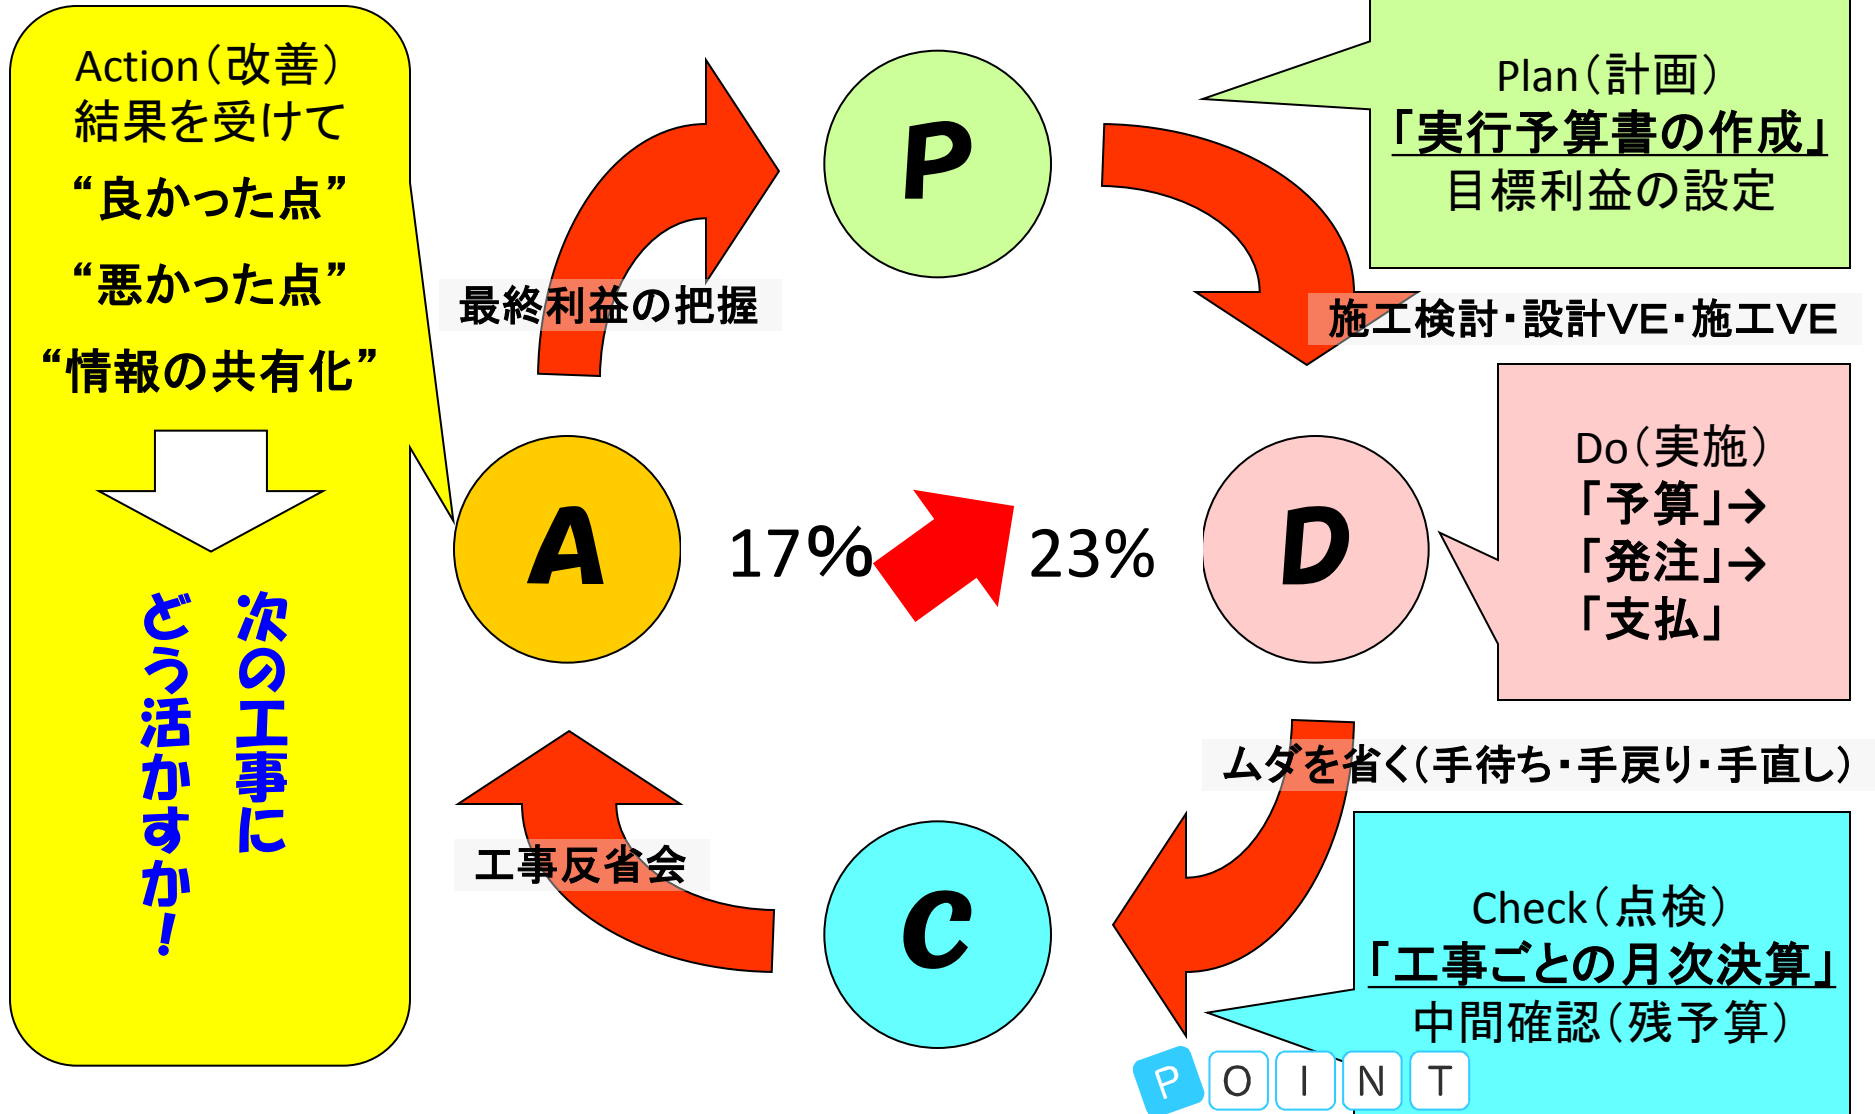 Action（改善）
結果を受けて
“良かった点”
“悪かった点”
“情報の共有化”
次の工事に
どう活かすか！
P
Plan（計画）
「実行予算書の作成」
目標利益の設定
最終利益の把握
施工検討・設計VE・施工VE
A
17%
23%
D
Do（実施）
「予算」→
「発注」→
「支払」
ムダを省く（手待ち・手戻り・手直し）
工事反省会
C
Check（点検）
「工事ごとの月次決算」
中間確認（残予算）
POINT